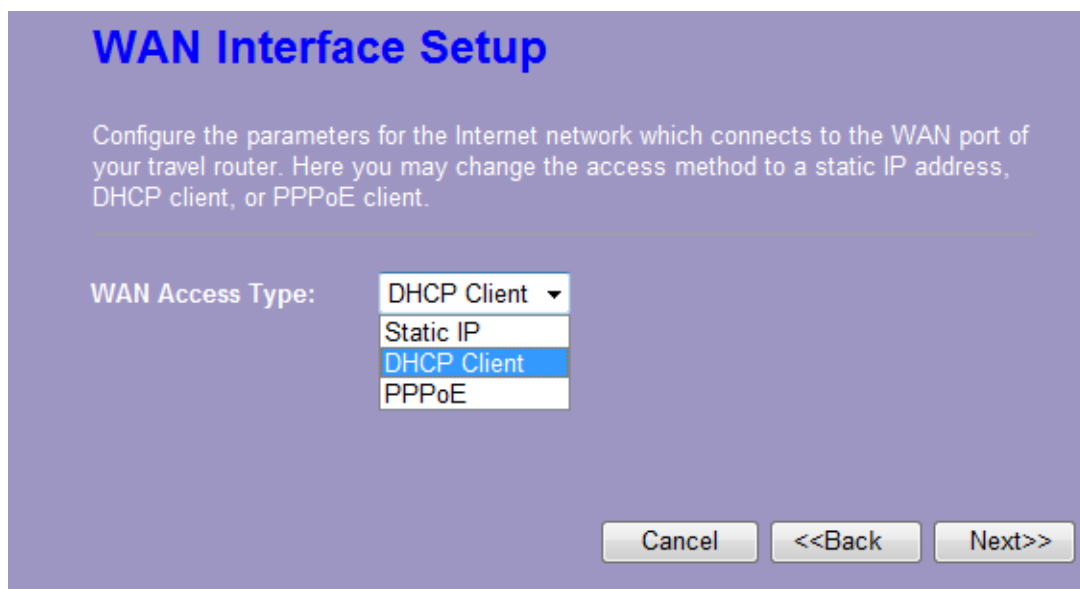 WAN Interface Setup
Configure the parameters for the Internet network which connects to the WAN port of
your travel router. Here you may change the access method to a static IP address,
DHCP client, or PPPoE client.
WAN Access Type: DHCP Client
Static IP
DHCP Client
PPPoE
Cancel <<Back Next>>